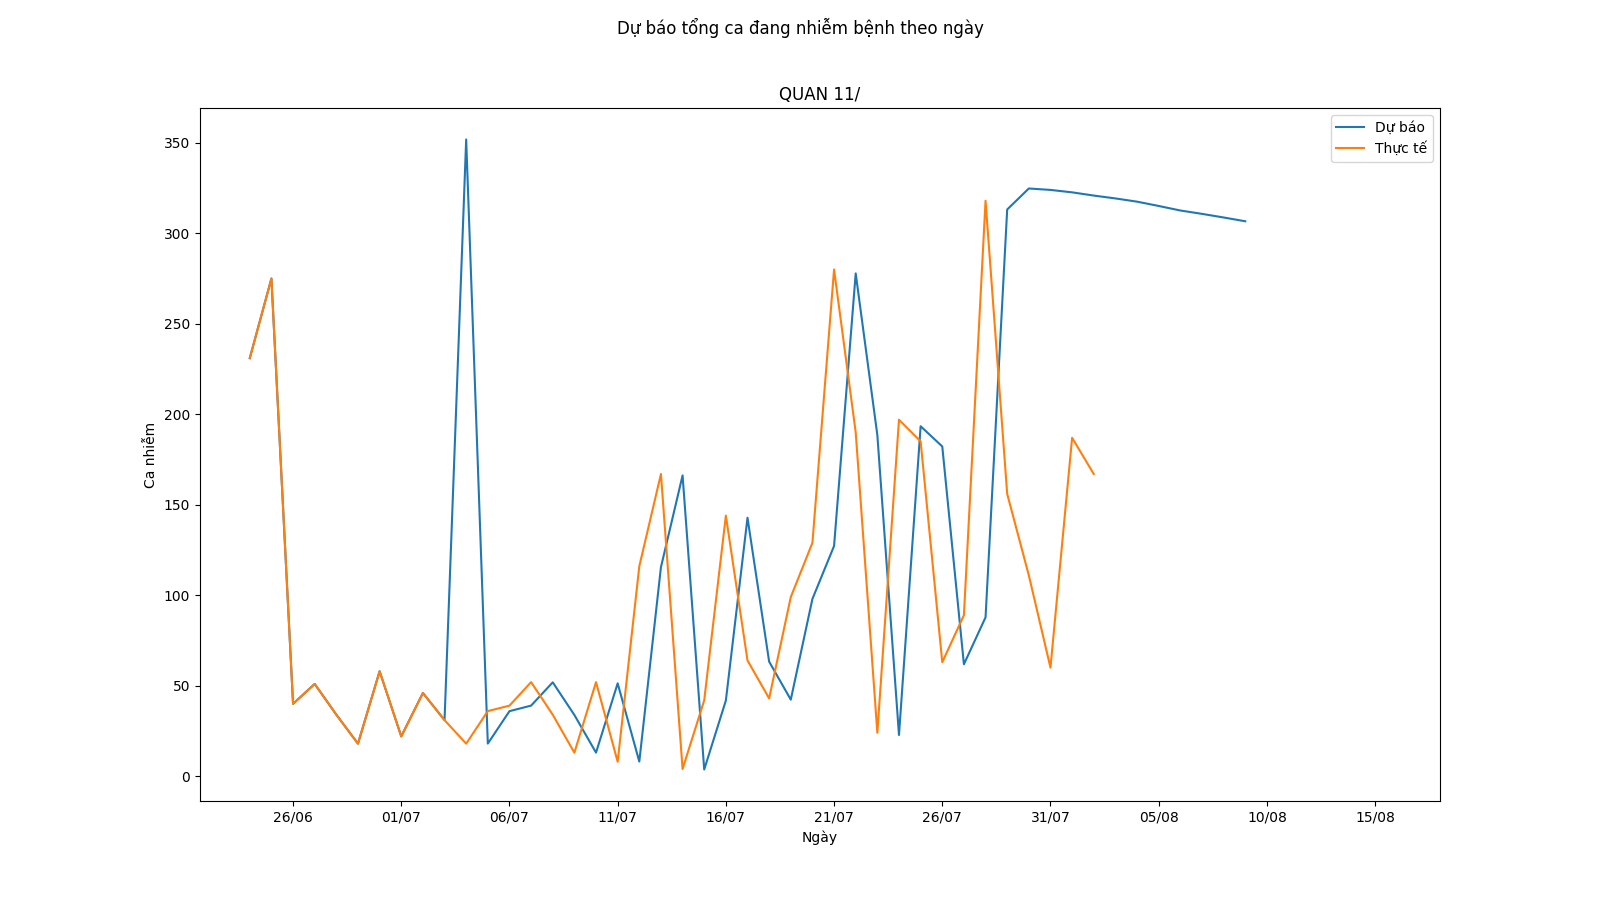 Dự báo tổng ca đang nhiễm bệnh theo ngày
QUAN 11/
Dự báo
Thực tế
350
300
250
200
150
100
50
0
Ca nhiễm
26/06 01/07 06/07 11/07 16/07 21/07 26/07 31/07 05/08 10/08 15/08
Ngày